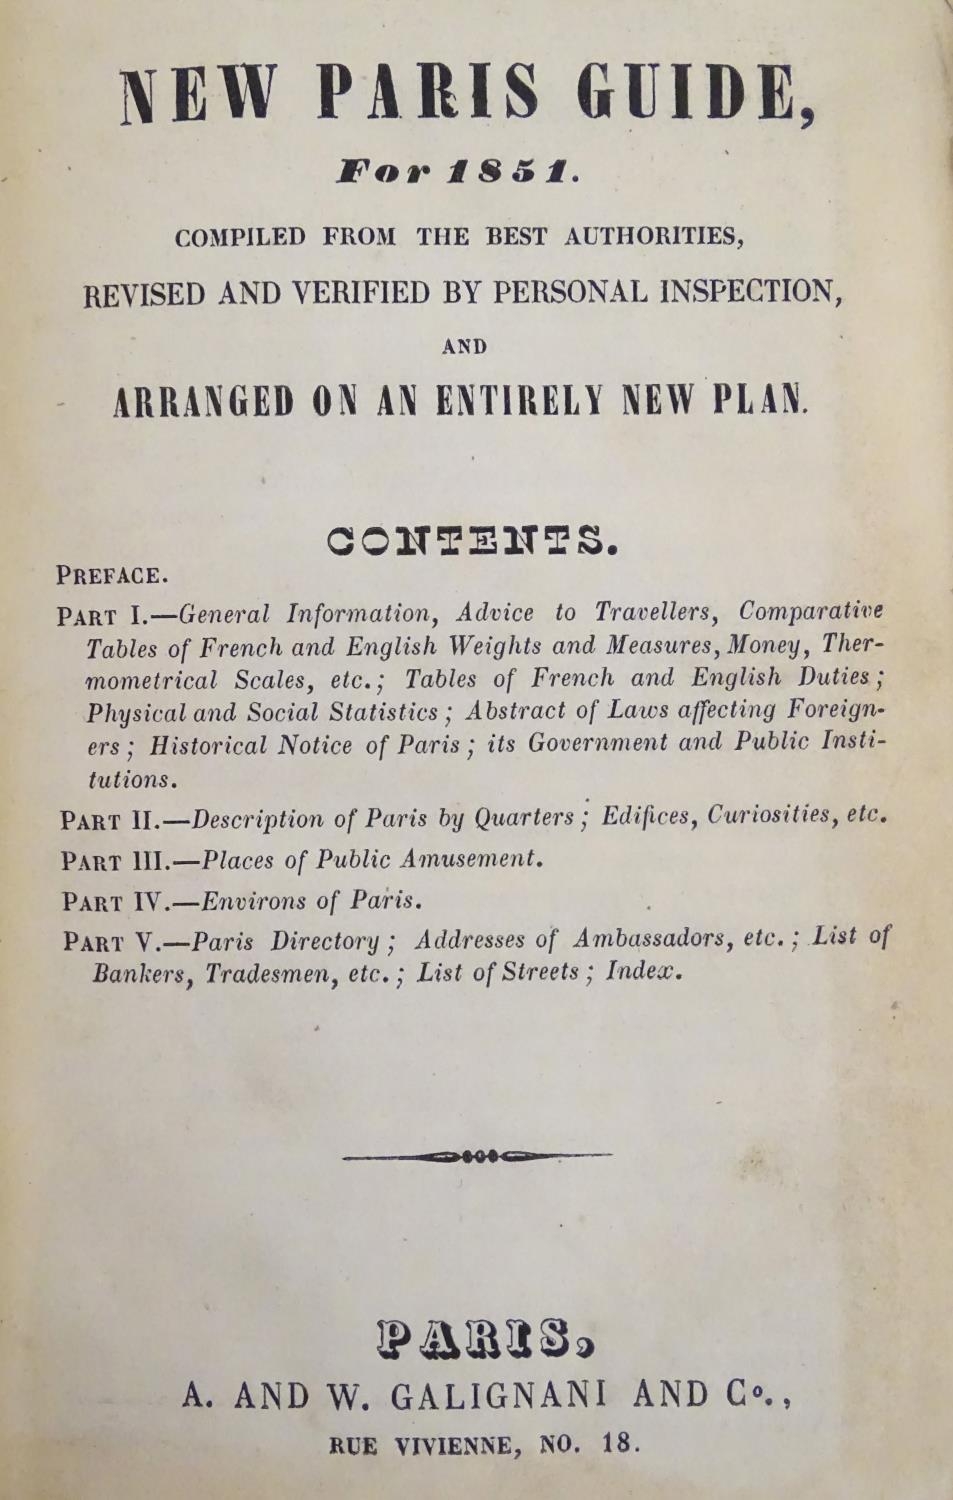 NEW PARIS GUIDE,
For 1851.
COMPILED FROM THE BEST AUTHORITIES,
REVISED AND VERIFIED BY PERSONAL INSPECTION,
AND
ARRANGED ON AN ENTIRELY NEW PLAN.
CONTENTS.
PREFACE.
PART I.—General Information, Advice to Travellers, Comparative
Tables of French and English Weights and Measures, Money, Ther-
mometrical Scales, etc.; Tables of French and English Duties;
Physical and Social Statistics; Abstract of Laws affecting Foreign-
ers; Historical Notice of Paris; its Government and Public Insti-
tutions.
PART II.—Description of Paris by Quarters; Edifices, Curiosities, etc.
PART III.—Places of Public Amusement.
PART IV.—Environs of Paris.
PART V.—Paris Directory; Addresses of Ambassadors, etc.; List of
Bankers, Tradesmen, etc.; List of Streets; Index.
PARIS,
A. AND W. GALIGNANI AND Cº.,
RUE VIVIENNE, NO. 18.